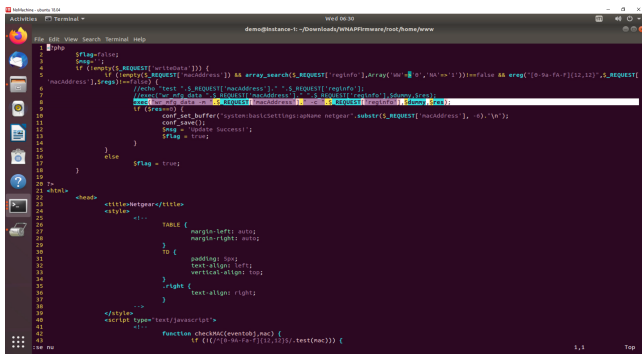 NoMachine - Ubuntu 18.04
Activities Terminal Wed 06:30
demo@instance-1: ~/Downloads/WNAPFirmware/root/home/www
File Edit View Search Terminal Help
1 <?php
2 $flag=false;
3 $msg='';
4 if (!empty($_REQUEST['writeData'])) {
5 if (!empty($_REQUEST['macAddress']) && array_search($_REQUEST['reginfo'],Array('WW'=>'0','NA'=>'1'))!==false && ereg("[0-9a-fA-F]{12,12}",$_REQUEST[
'macAddress'],$regs)!==false) {
6 //echo "test ".$_REQUEST['macAddress']." ".$_REQUEST['reginfo'];
7 //exec("wr_mfg_data ".$_REQUEST['macAddress']." ".$_REQUEST['reginfo'],$dummy,$res);
8 exec("wr_mfg_data -m ".$_REQUEST['macAddress']." -c ".$_REQUEST['reginfo'],$dummy,$res);
9 if ($res==0) {
10 conf_set_buffer("system:basicSettings:apName netgear".substr($_REQUEST['macAddress'], -6)."\n");
11 conf_save();
12 $msg = 'Update Success!';
13 $flag = true;
14 }
15 }
16 else
17 $flag = true;
18 }
19
20 ?>
21 <html>
22 <head>
23 <title>Netgear</title>
24 <style>
25 <!--
26 TABLE {
27 margin-left: auto;
28 margin-right: auto;
29 }
30 TD {
31 padding: 5px;
32 text-align: left;
33 vertical-align: top;
34 }
35 .right {
36 text-align: right;
37 }
38 -->
39 </style>
40 <script type="text/javascript">
41 <!--
42 function checkMAC(eventobj,mac) {
43 if (!(/^[0-9A-Fa-f]{12,12}$/.test(mac))) {
:se nu 1,1 Top